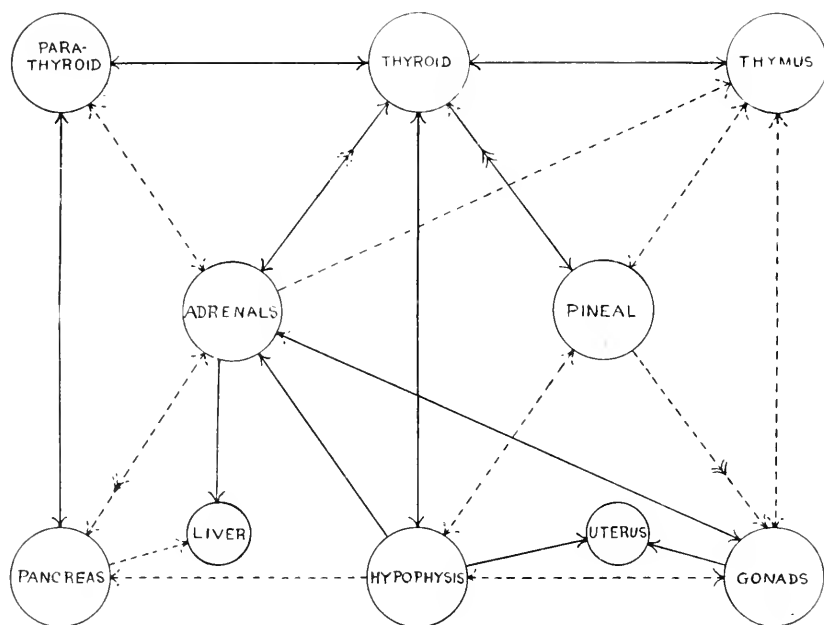 PARA-
THYROID
THYROID
THYMUS
ADRENALS
PINEAL
LIVER
UTERUS
PANCREAS
HYPOPHYSIS
GONADS